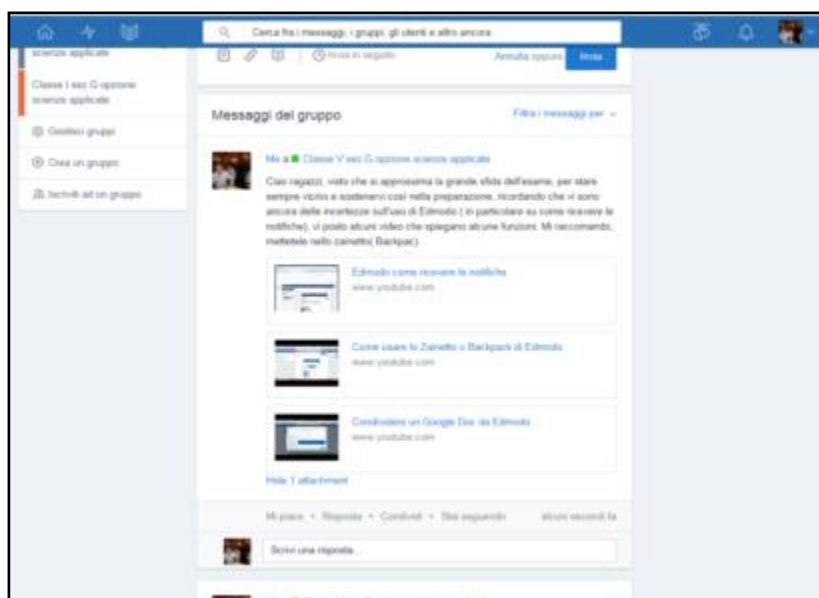 Cerca fra i messaggi, i gruppi, gli utenti e altro ancora
scienze applicate
Invia in seguito
Annulla oppure
Invia
Classe I sez G opzione
scienze applicate
Gestisci gruppi
Crea un gruppo
Iscriviti ad un gruppo
Messaggi del gruppo
Filtra i messaggi per
Me a Classe V sez G opzione scienze applicate
Ciao ragazzi, visto che si approssima la grande sfida dell'esame, per stare
sempre vicino e sostenervi così nella preparazione, ricordando che vi sono
ancora delle incertezze sull'uso di Edmodo ( in particolare su come ricevere le
notifiche), vi posto alcuni video che spiegano alcune funzioni. Mi raccomando,
mettetele nello zainetto( Backpac)
Edmodo come ricevere le notifiche
www.youtube.com
Come usare lo Zainetto o Backpack di Edmodo
www.youtube.com
Condividere un Google Doc da Edmodo
www.youtube.com
Hide 1 attachment
Mi piace • Risposta • Condividi • Stai seguendo
alcuni secondi fa
Scrivi una risposta...